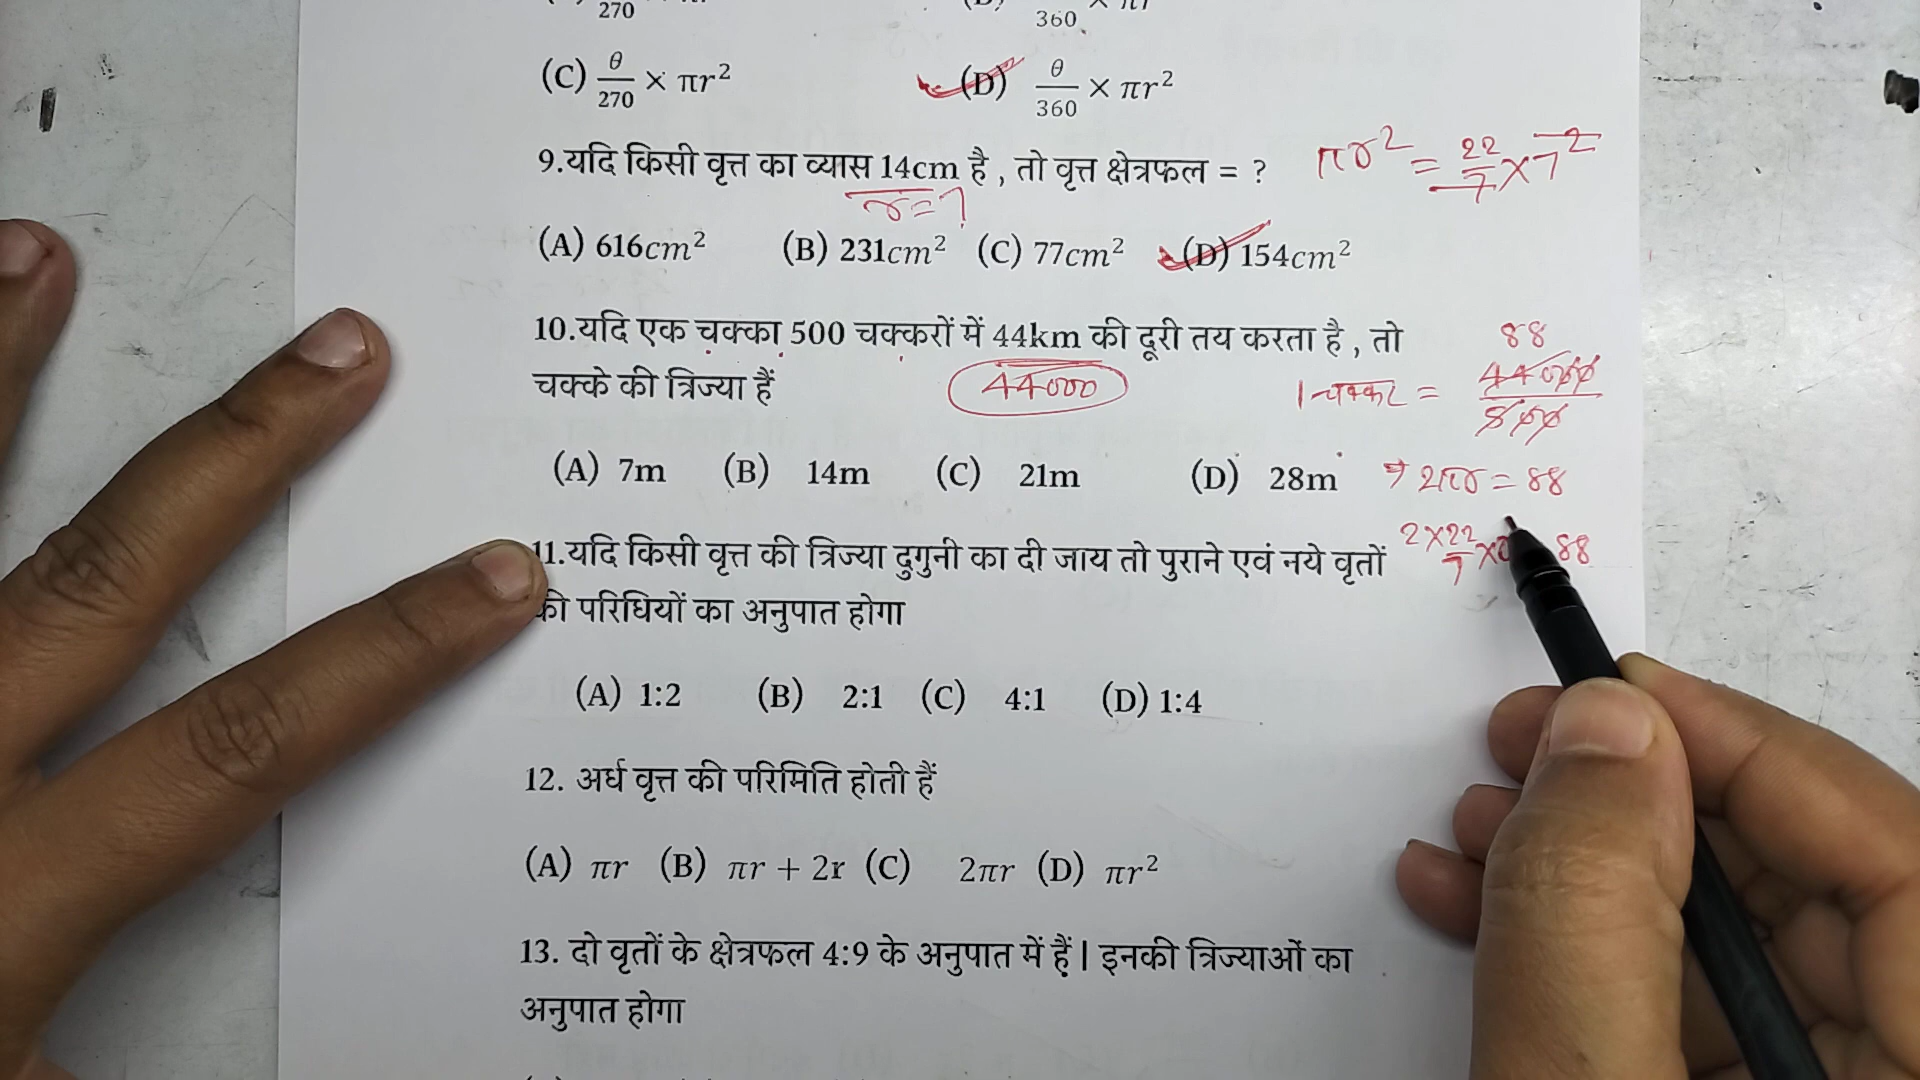 270
360
(C) θ/270 × πr² (D) θ/360 × πr²
9.यदि किसी वृत्त का व्यास 14cm है , तो वृत्त क्षेत्रफल = ? πr² = 22/7 × 7²
r = 7
(A) 616cm² (B) 231cm² (C) 77cm² (D) 154cm²
10.यदि एक चक्का 500 चक्करों में 44km की दूरी तय करता है , तो 88
चक्के की त्रिज्या हैं 44000 1 चक्कर = 44000/500
(A) 7m (B) 14m (C) 21m (D) 28m → 2πr = 88
11.यदि किसी वृत्त की त्रिज्या दुगुनी का दी जाय तो पुराने एवं नये वृतों 2×22/7 × 88
की परिधियों का अनुपात होगा
(A) 1:2 (B) 2:1 (C) 4:1 (D) 1:4
12. अर्ध वृत्त की परिमिति होती हैं
(A) πr (B) πr + 2r (C) 2πr (D) πr²
13. दो वृतों के क्षेत्रफल 4:9 के अनुपात में हैं| इनकी त्रिज्याओं का
अनुपात होगा